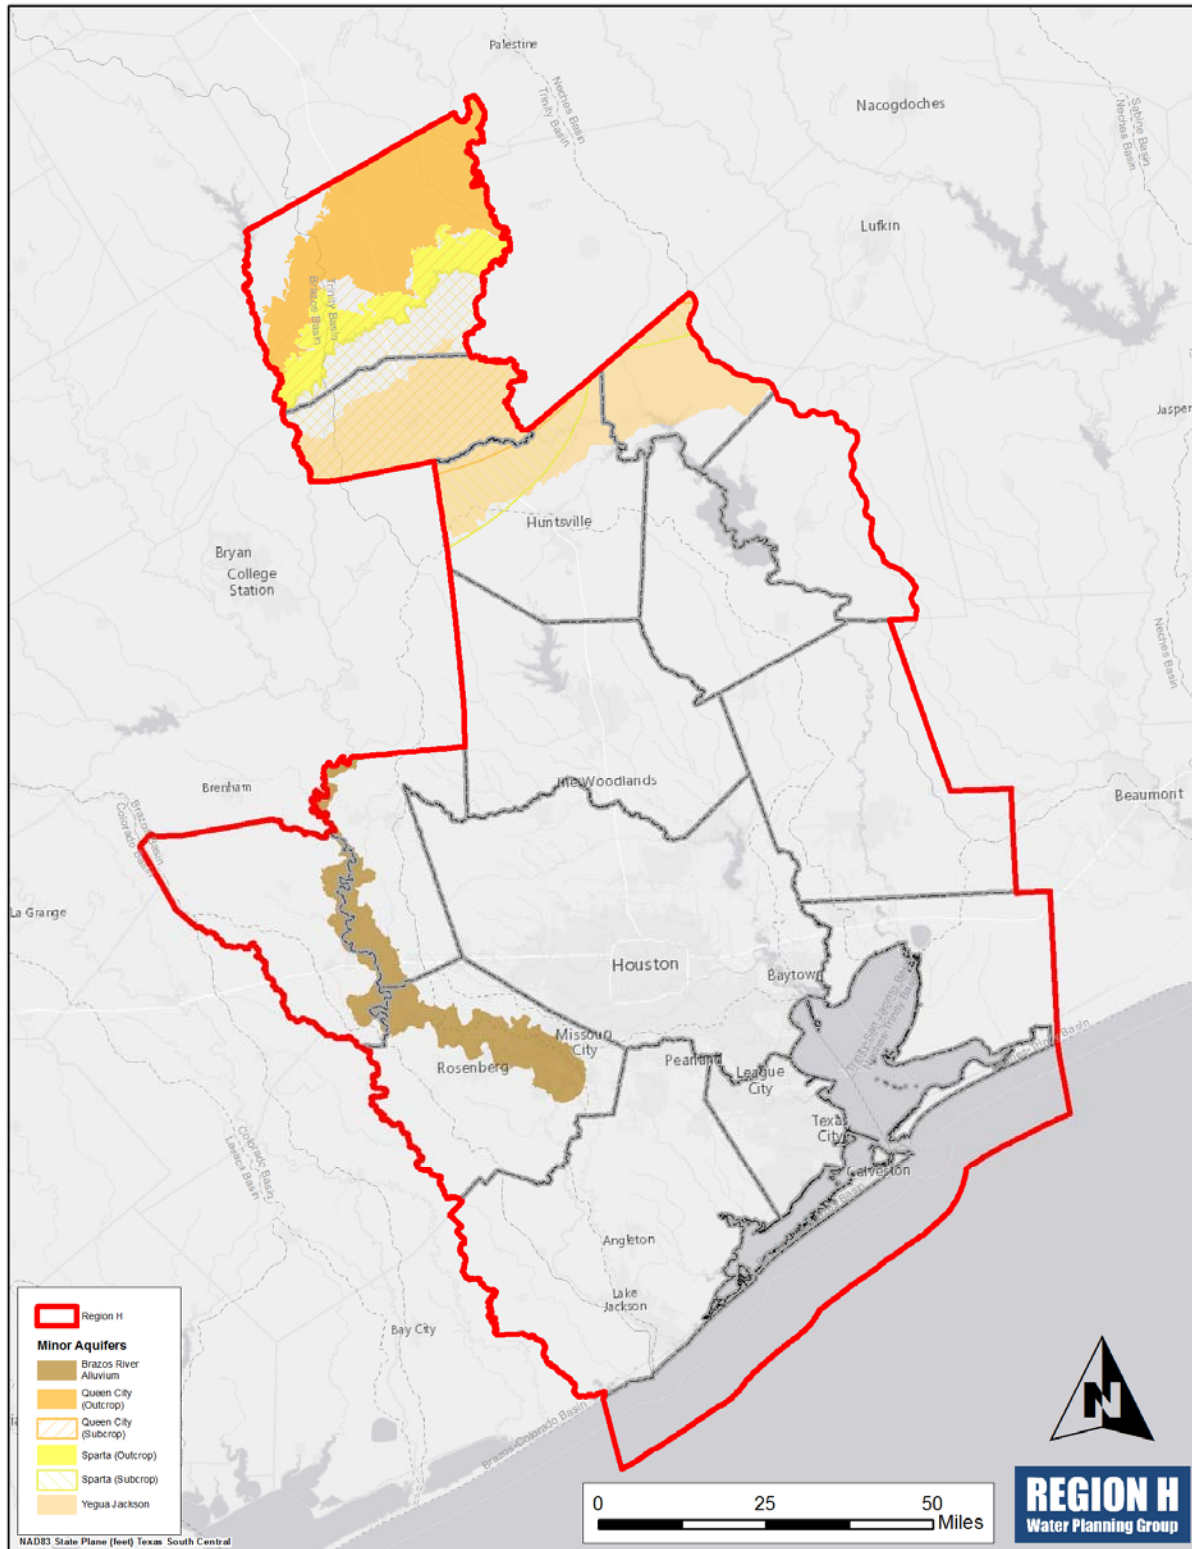 Palestine
Neches Basin
Trinity Basin
Nacogdoches
Sabine Basin
Neches Basin
Lufkin
Trinity Basin
Brazos Basin
Jasper
Huntsville
Bryan
College
Station
Neches Basin
The Woodlands
Brenham
Beaumont
Brazos Basin
Colorado Basin
La Grange
Houston
Baytown
Missouri
City
Pearland
Rosenberg
League
City
Texas
City
Galveston
Colorado Basin
Lavaca Basin
Angleton
Lake
Jackson
Bay City
Brazos-Colorado Basin
Region H
Minor Aquifers
Brazos River
Alluvium
Queen City
(Outcrop)
Queen City
(Subcrop)
Sparta (Outcrop)
Sparta (Subcrop)
Yegua Jackson
NAD83 State Plane (feet) Texas South Central
0 25 50
Miles
N
REGION H
Water Planning Group